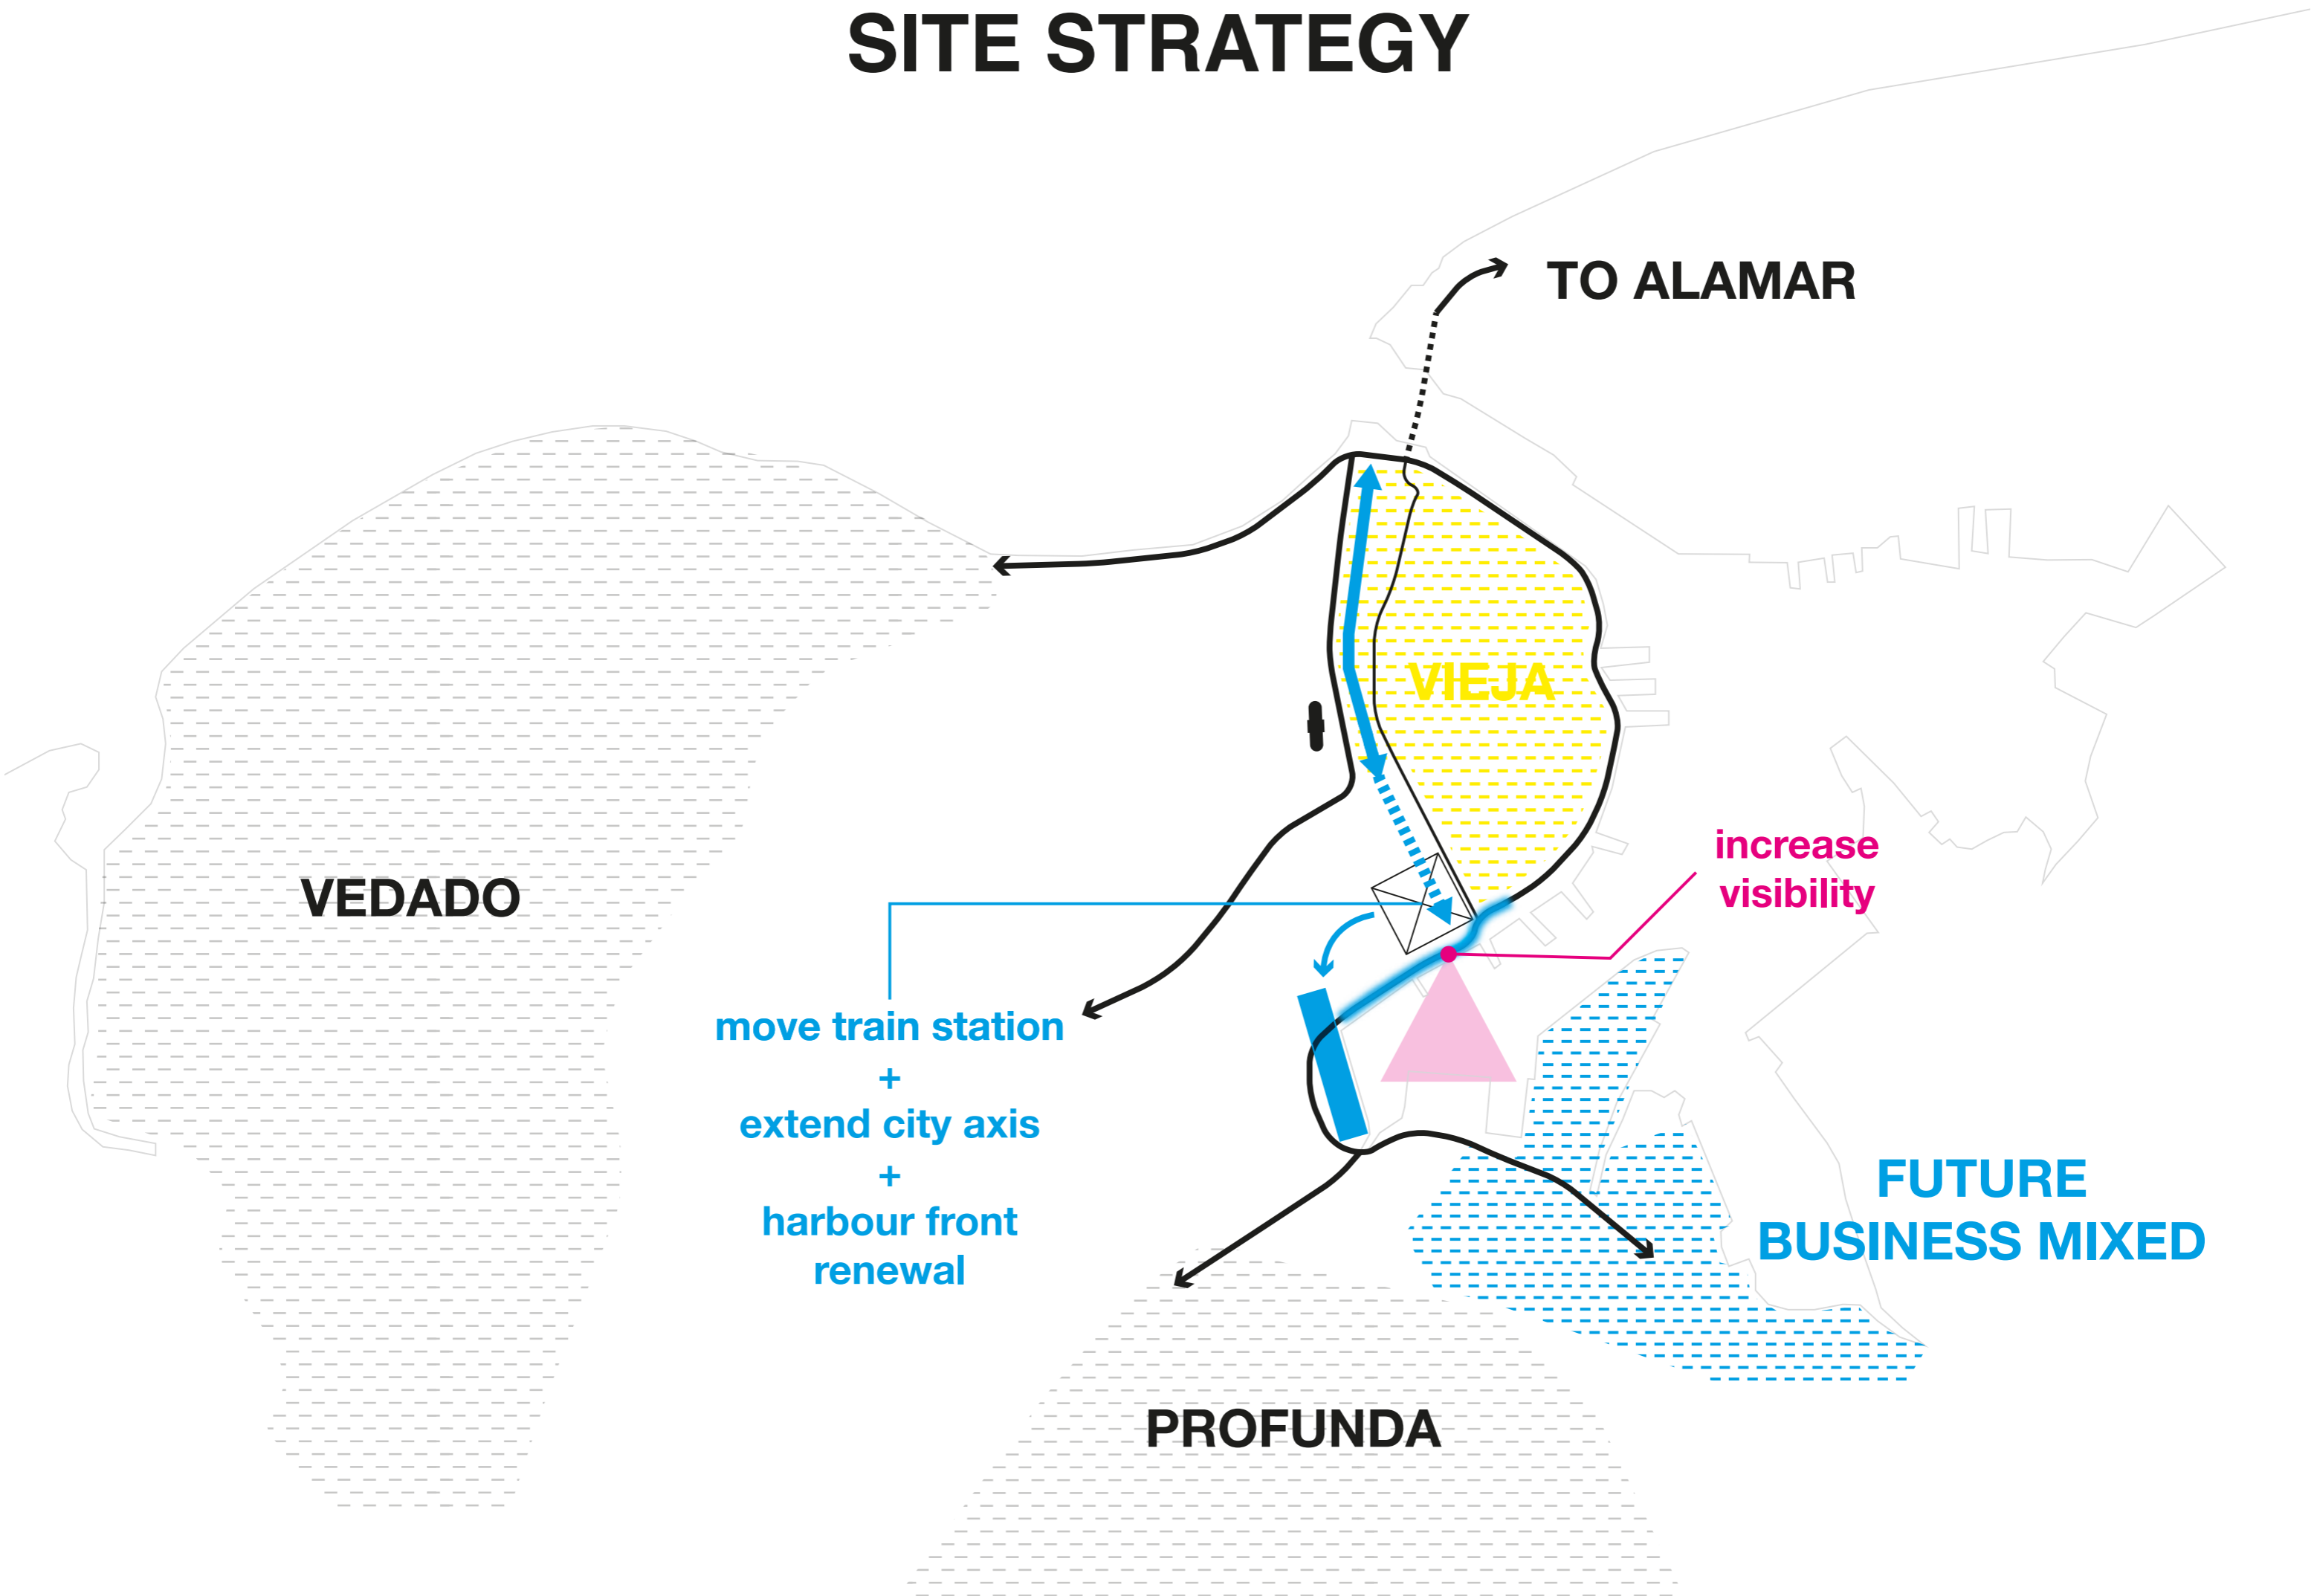 SITE STRATEGY
TO ALAMAR
VIEJA
increase
visibility
VEDADO
move train station
+
extend city axis
+
harbour front
renewal
FUTURE
BUSINESS MIXED
PROFUNDA